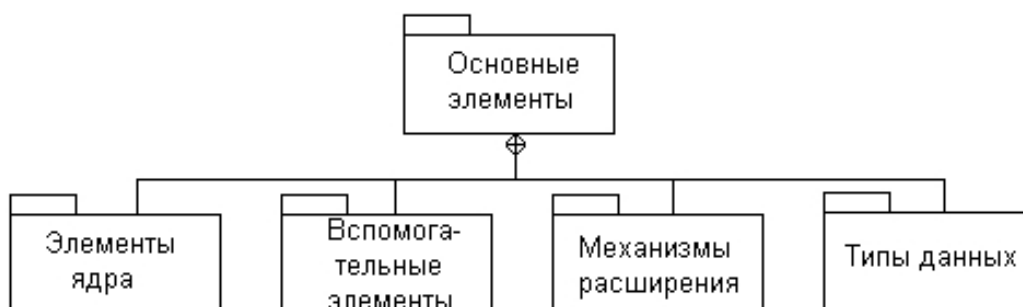 Основные
элементы
Элементы
ядра
Вспомога-
тельные
элементы
Механизмы
расширения
Типы данных